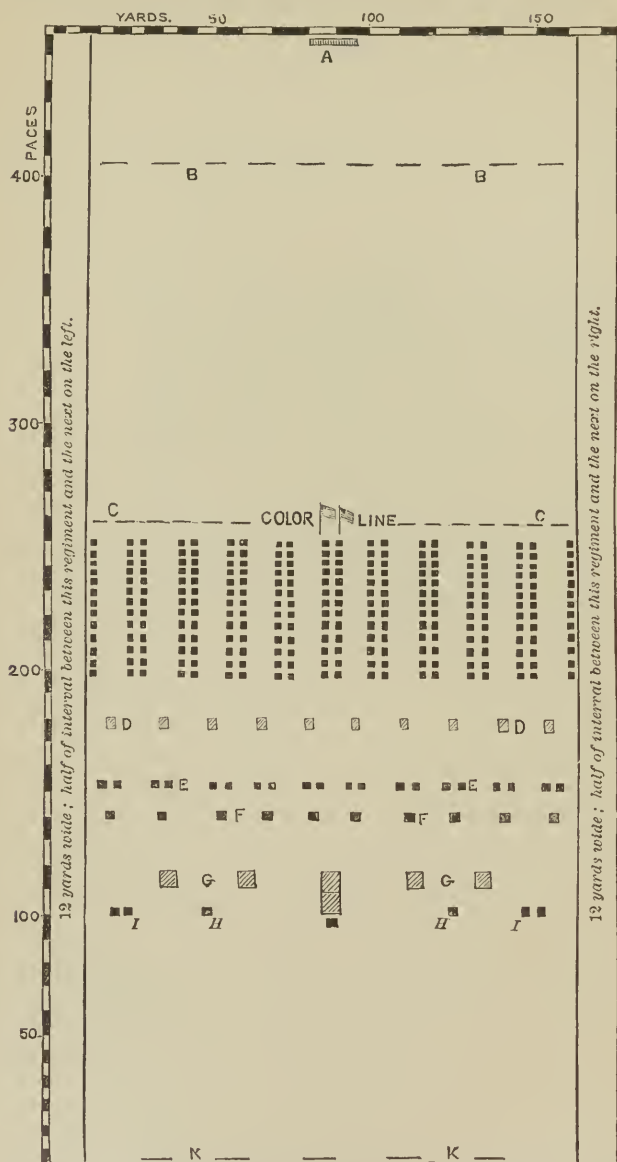 YARDS. 50 100 150
A
PACES
400
B B
300
C COLOR LINE C
200
D D
E E
F F
G G
100
I H H I
50
K K
12 yards wide; half of interval between this regiment and the next on the left.
12 yards wide; half of interval between this regiment and the next on the right.